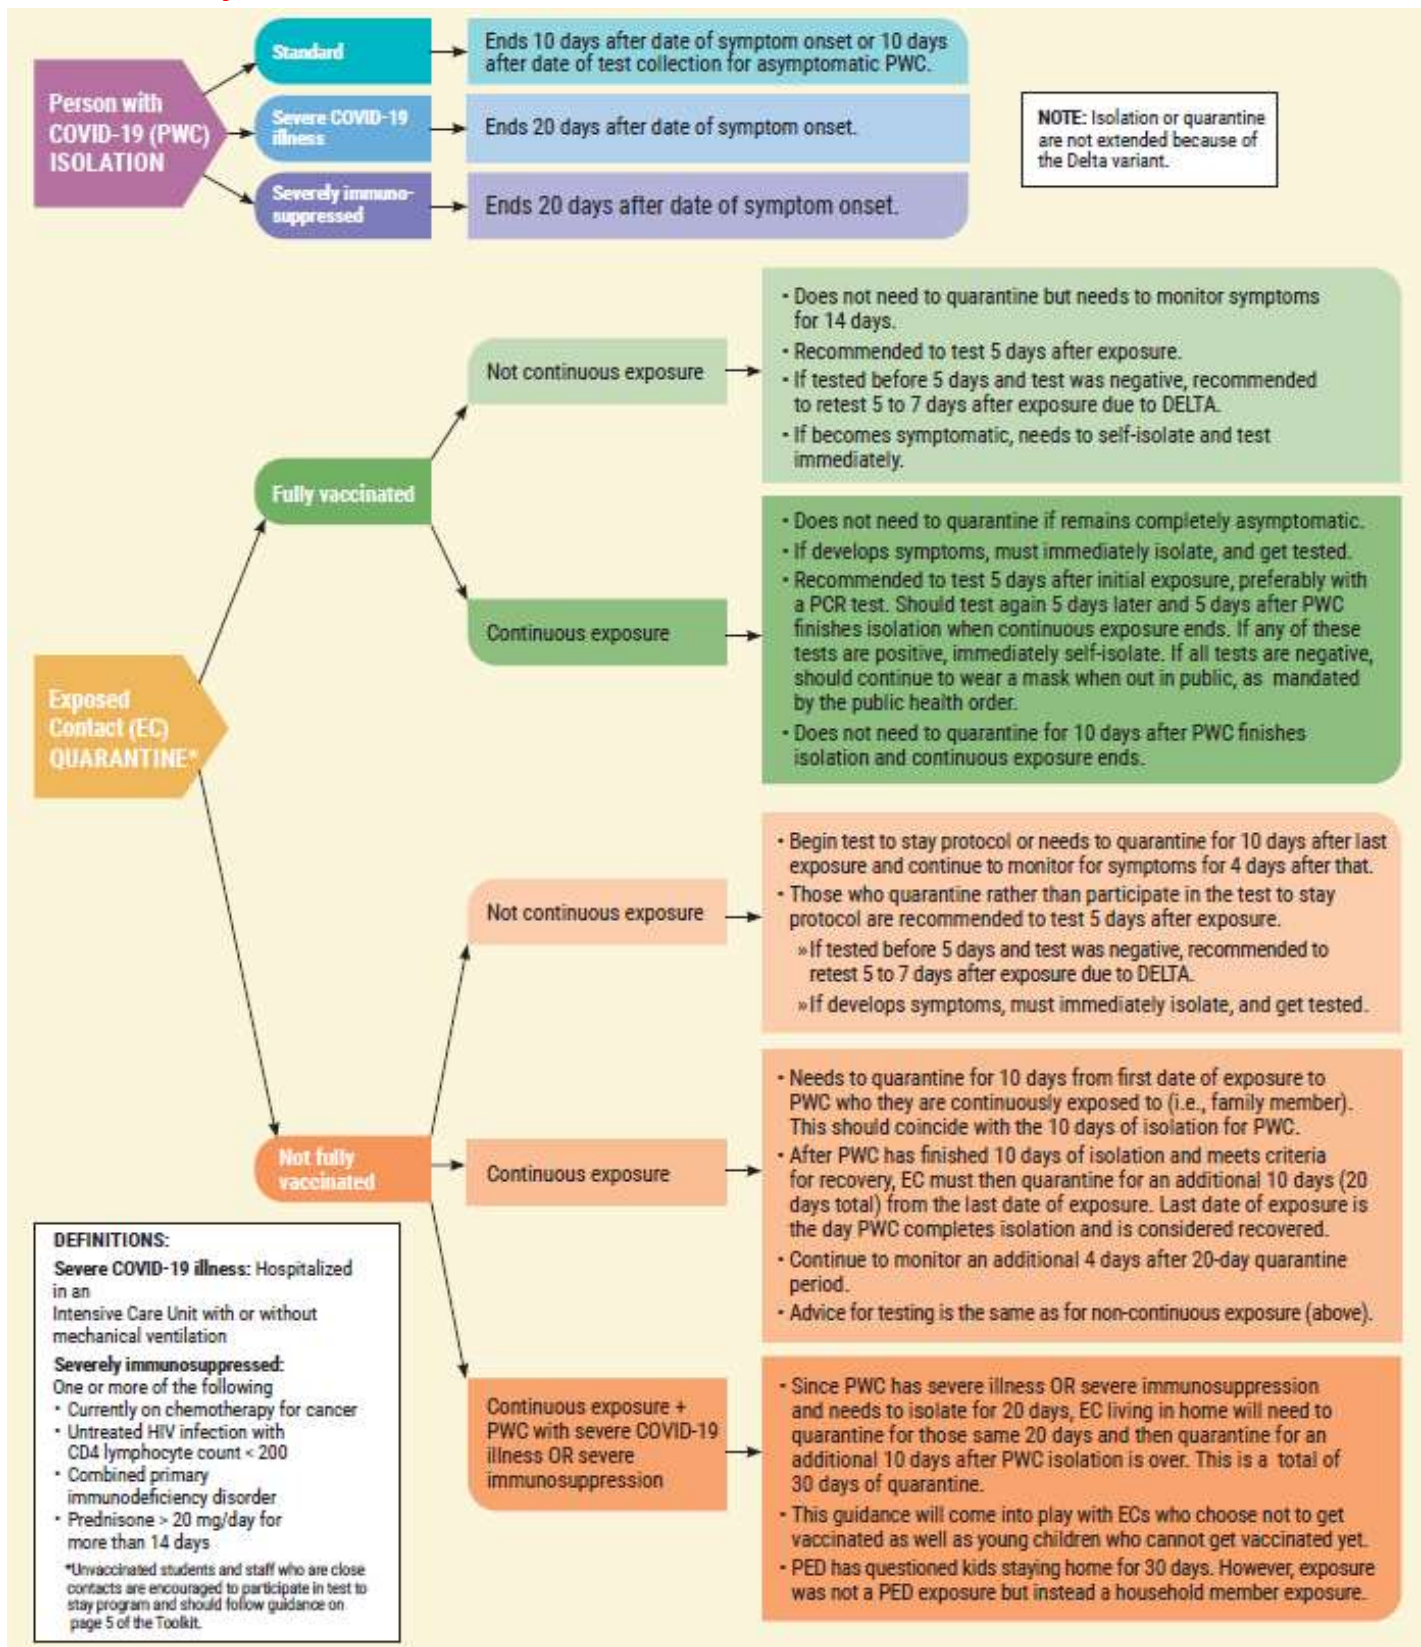 Person with
COVID-19 (PWC)
ISOLATION
Standard
Ends 10 days after date of symptom onset or 10 days
after date of test collection for asymptomatic PWC.
Severe COVID-19
illness
Ends 20 days after date of symptom onset.
Severely immuno-
suppressed
Ends 20 days after date of symptom onset.
NOTE: Isolation or quarantine
are not extended because of
the Delta variant.
Exposed
Contact (EC)
QUARANTINE*
Fully vaccinated
Not continuous exposure
• Does not need to quarantine but needs to monitor symptoms
for 14 days.
• Recommended to test 5 days after exposure.
• If tested before 5 days and test was negative, recommended
to retest 5 to 7 days after exposure due to DELTA.
• If becomes symptomatic, needs to self-isolate and test
immediately.
Continuous exposure
• Does not need to quarantine if remains completely asymptomatic.
• If develops symptoms, must immediately isolate, and get tested.
• Recommended to test 5 days after initial exposure, preferably with
a PCR test. Should test again 5 days later and 5 days after PWC
finishes isolation when continuous exposure ends. If any of these
tests are positive, immediately self-isolate. If all tests are negative,
should continue to wear a mask when out in public, as mandated
by the public health order.
• Does not need to quarantine for 10 days after PWC finishes
isolation and continuous exposure ends.
Not fully
vaccinated
Not continuous exposure
• Begin test to stay protocol or needs to quarantine for 10 days after last
exposure and continue to monitor for symptoms for 4 days after that.
• Those who quarantine rather than participate in the test to stay
protocol are recommended to test 5 days after exposure.
» If tested before 5 days and test was negative, recommended to
retest 5 to 7 days after exposure due to DELTA.
» If develops symptoms, must immediately isolate, and get tested.
Continuous exposure
• Needs to quarantine for 10 days from first date of exposure to
PWC who they are continuously exposed to (i.e., family member).
This should coincide with the 10 days of isolation for PWC.
• After PWC has finished 10 days of isolation and meets criteria
for recovery, EC must then quarantine for an additional 10 days (20
days total) from the last date of exposure. Last date of exposure is
the day PWC completes isolation and is considered recovered.
• Continue to monitor an additional 4 days after 20-day quarantine
period.
• Advice for testing is the same as for non-continuous exposure (above).
Continuous exposure +
PWC with severe COVID-19
illness OR severe
immunosuppression
• Since PWC has severe illness OR severe immunosuppression
and needs to isolate for 20 days, EC living in home will need to
quarantine for those same 20 days and then quarantine for an
additional 10 days after PWC isolation is over. This is a total of
30 days of quarantine.
• This guidance will come into play with ECs who choose not to get
vaccinated as well as young children who cannot get vaccinated yet.
• PED has questioned kids staying home for 30 days. However, exposure
was not a PED exposure but instead a household member exposure.
DEFINITIONS:
Severe COVID-19 illness: Hospitalized
in an
Intensive Care Unit with or without
mechanical ventilation
Severely immunosuppressed:
One or more of the following
• Currently on chemotherapy for cancer
• Untreated HIV infection with
CD4 lymphocyte count < 200
• Combined primary
immunodeficiency disorder
• Prednisone > 20 mg/day for
more than 14 days
*Unvaccinated students and staff who are close
contacts are encouraged to participate in test to
stay program and should follow guidance on
page 5 of the Toolkit.